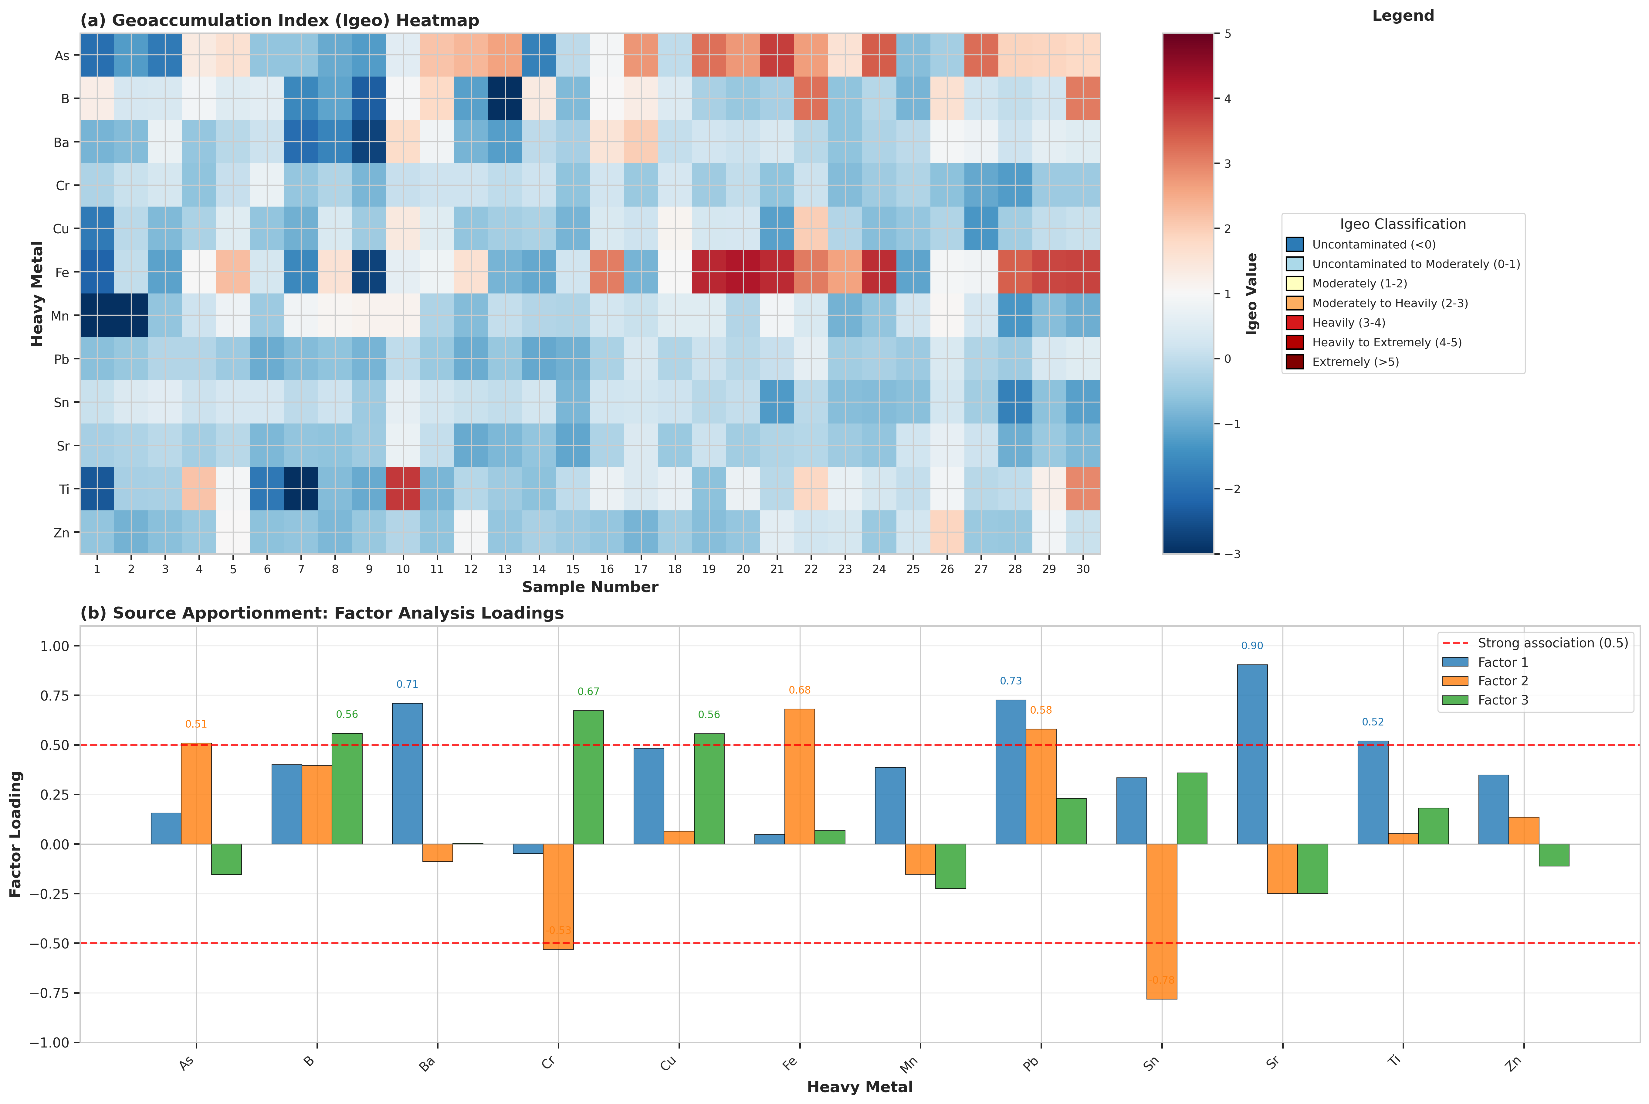 (a) Geoaccumulation Index (Igeo) Heatmap
Legend
Heavy Metal
As
B
Ba
Cr
Cu
Fe
Mn
Pb
Sn
Sr
Ti
Zn
1 2 3 4 5 6 7 8 9 10 11 12 13 14 15 16 17 18 19 20 21 22 23 24 25 26 27 28 29 30
Sample Number
5
4
3
2
1
0
−1
−2
−3
Igeo Value
Igeo Classification
Uncontaminated (<0)
Uncontaminated to Moderately (0-1)
Moderately (1-2)
Moderately to Heavily (2-3)
Heavily (3-4)
Heavily to Extremely (4-5)
Extremely (>5)
(b) Source Apportionment: Factor Analysis Loadings
Factor Loading
1.00
0.75
0.50
0.25
0.00
−0.25
−0.50
−0.75
−1.00
0.51
0.56
0.71
0.67
-0.53
0.56
0.68
0.73
0.58
-0.78
0.90
0.52
Strong association (0.5)
Factor 1
Factor 2
Factor 3
As B Ba Cr Cu Fe Mn Pb Sn Sr Ti Zn
Heavy Metal